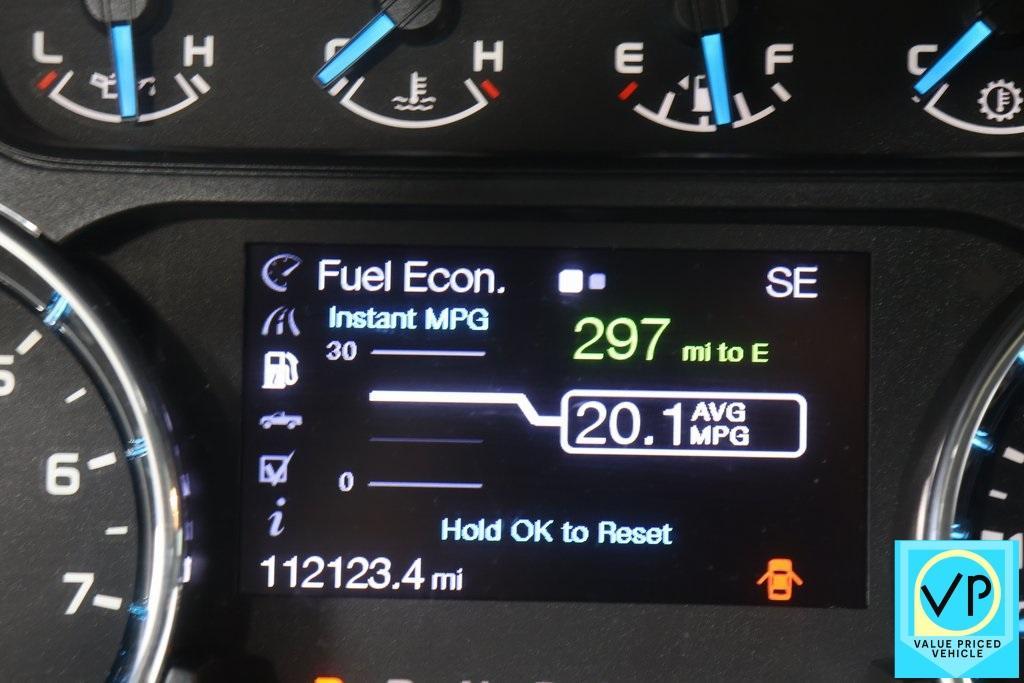 L H
H
E F
C
Fuel Econ. SE
Instant MPG
297 mi to E
30
20.1 AVG MPG
0
Hold OK to Reset
112123.4 mi
5
6
7
VP
VALUE PRICED
VEHICLE